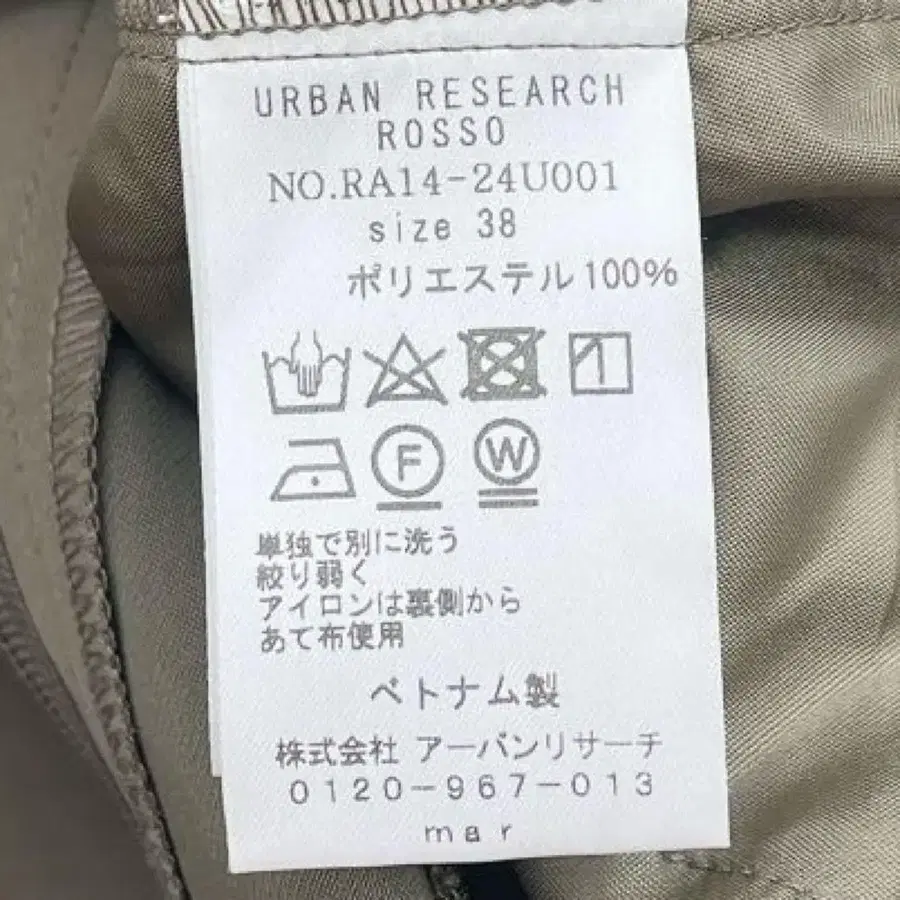 URBAN RESEARCH
ROSSO
NO.RA14-24U001
size 38
ポリエステル100%
F
W
単独で別に洗う
絞り弱く
アイロンは裏側から
あて布使用
ベトナム製
株式会社 アーバンリサーチ
0120-967-013
mar